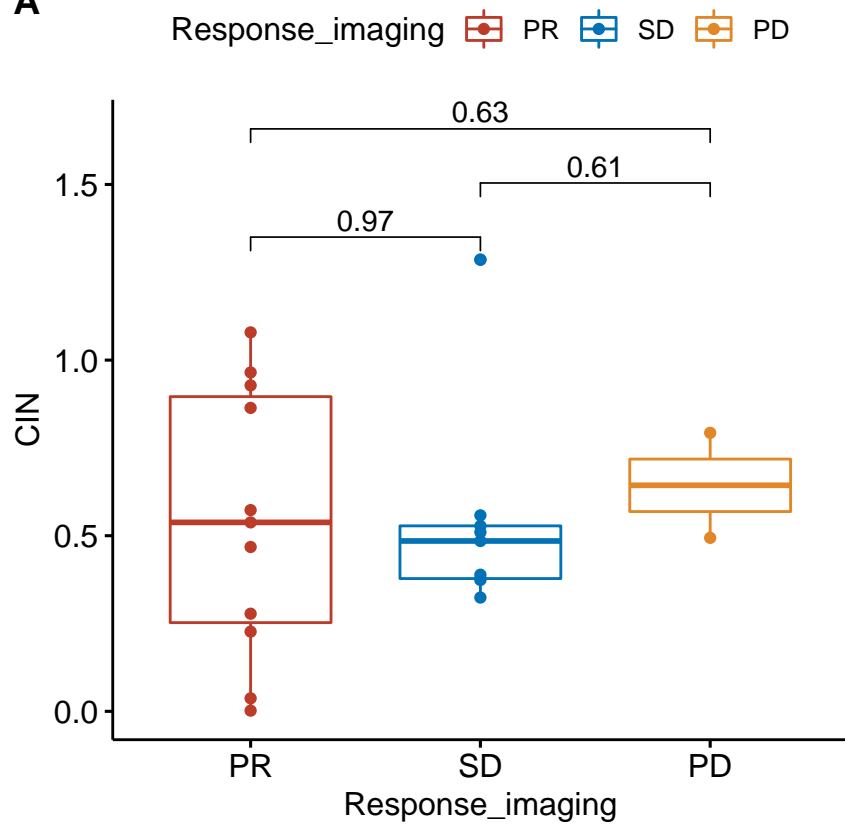 A
Response_imaging PR SD PD
0.63
0.61
0.97
1.5
1.0
0.5
0.0
CIN
PR SD PD
Response_imaging